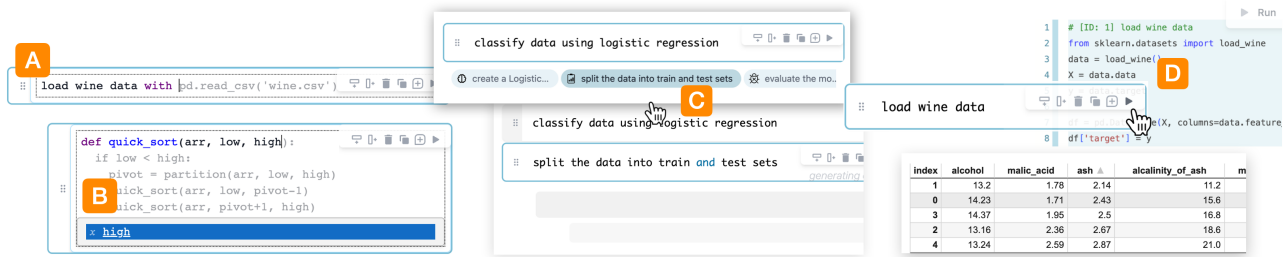 A
load wine data with pd.read_csv('wine.csv')
def quick_sort(arr, low, high):
if low < high:
pivot = partition(arr, low, high)
quick_sort(arr, low, pivot-1)
B
quick_sort(arr, pivot+1, high)
x high
classify data using logistic regression
create a Logistic...
split the data into train and test sets
evaluate the mo..
C
classify data using logistic regression
split the data into train and test sets
generating
Run
1 # [ID: 1] load wine data
2 from sklearn.datasets import load_wine
3 data = load_wine()
4 X = data.data
D
load wine data
8 df['target'] = y
index alcohol malic_acid ash alcalinity_of_ash m
1 13.2 1.78 2.14 11.2
0 14.23 1.71 2.43 15.6
3 14.37 1.95 2.5 16.8
2 13.16 2.36 2.67 18.6
4 13.24 2.59 2.87 21.0